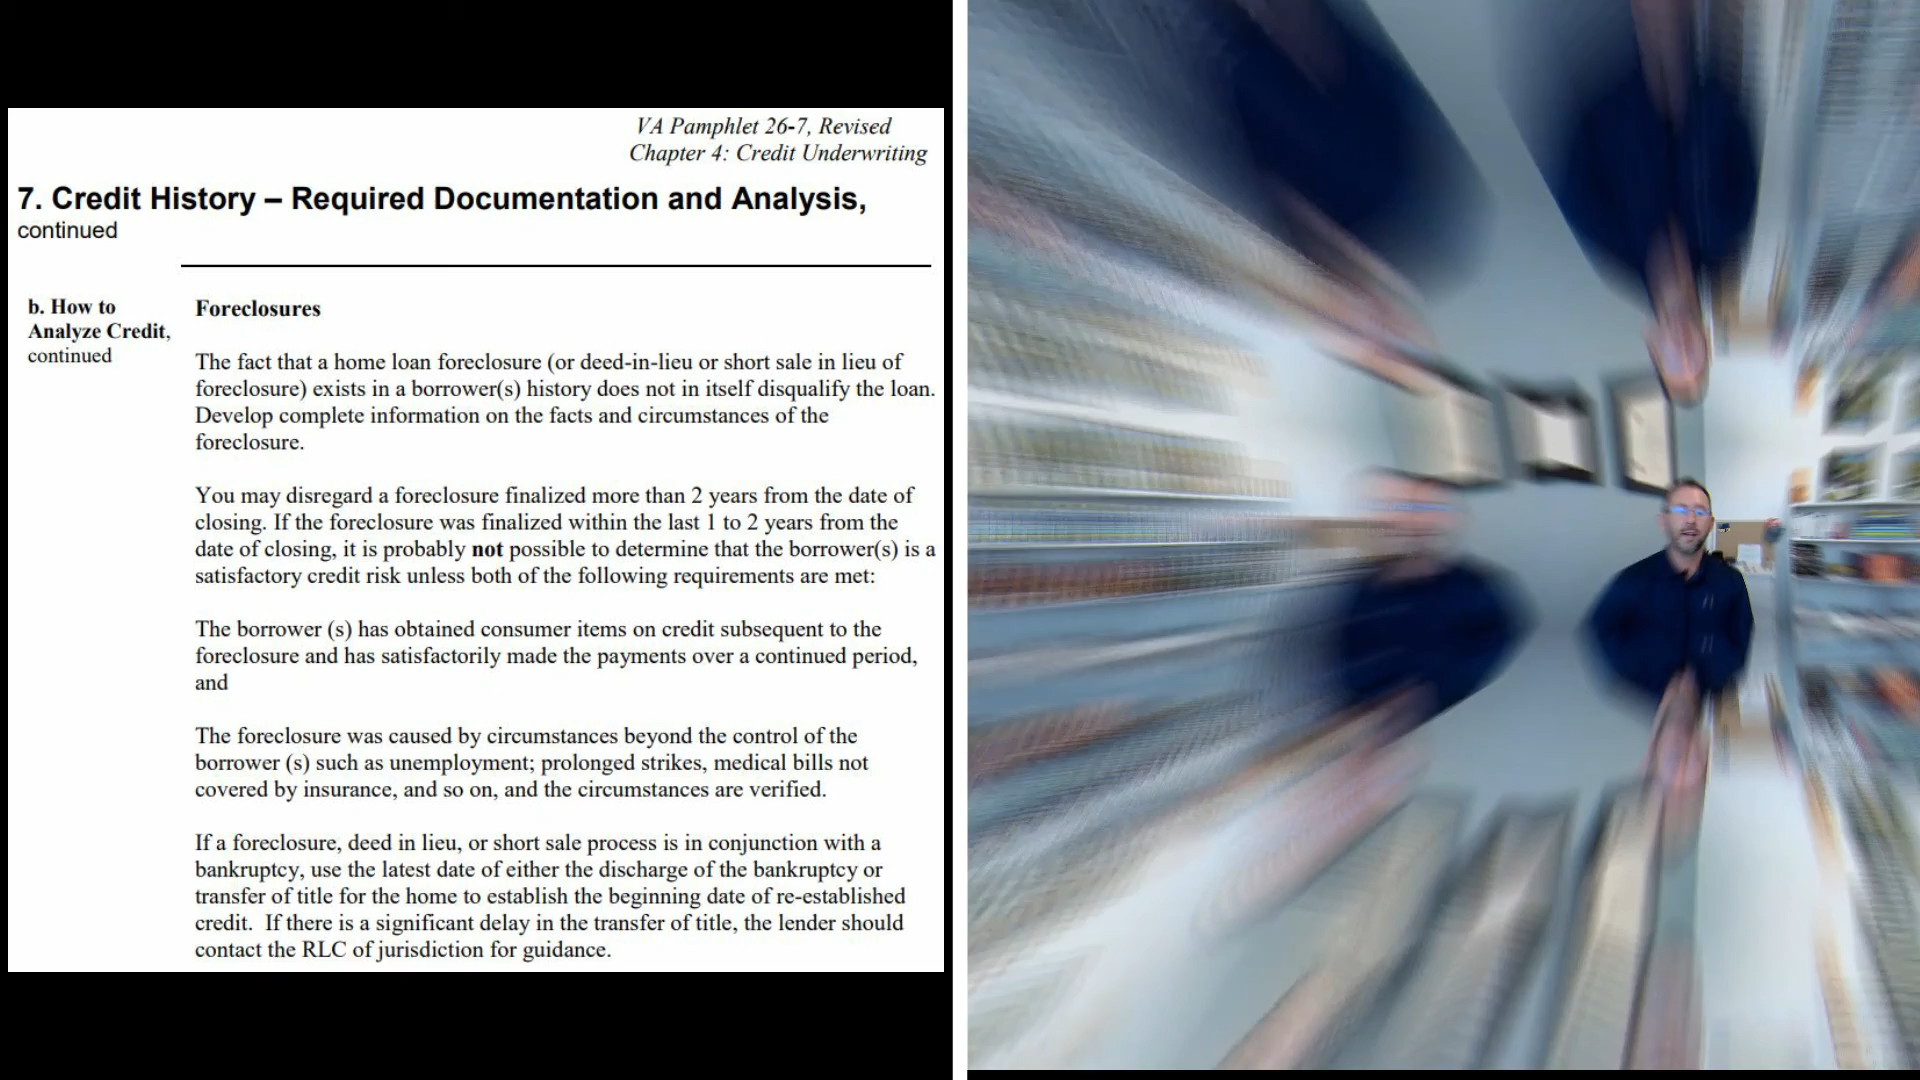 VA Pamphlet 26-7, Revised
Chapter 4: Credit Underwriting
7. Credit History – Required Documentation and Analysis,
continued
b. How to
Analyze Credit,
continued
Foreclosures
The fact that a home loan foreclosure (or deed-in-lieu or short sale in lieu of
foreclosure) exists in a borrower(s) history does not in itself disqualify the loan.
Develop complete information on the facts and circumstances of the
foreclosure.
You may disregard a foreclosure finalized more than 2 years from the date of
closing. If the foreclosure was finalized within the last 1 to 2 years from the
date of closing, it is probably not possible to determine that the borrower(s) is a
satisfactory credit risk unless both of the following requirements are met:
The borrower (s) has obtained consumer items on credit subsequent to the
foreclosure and has satisfactorily made the payments over a continued period,
and
The foreclosure was caused by circumstances beyond the control of the
borrower (s) such as unemployment; prolonged strikes, medical bills not
covered by insurance, and so on, and the circumstances are verified.
If a foreclosure, deed in lieu, or short sale process is in conjunction with a
bankruptcy, use the latest date of either the discharge of the bankruptcy or
transfer of title for the home to establish the beginning date of re-established
credit.  If there is a significant delay in the transfer of title, the lender should
contact the RLC of jurisdiction for guidance.